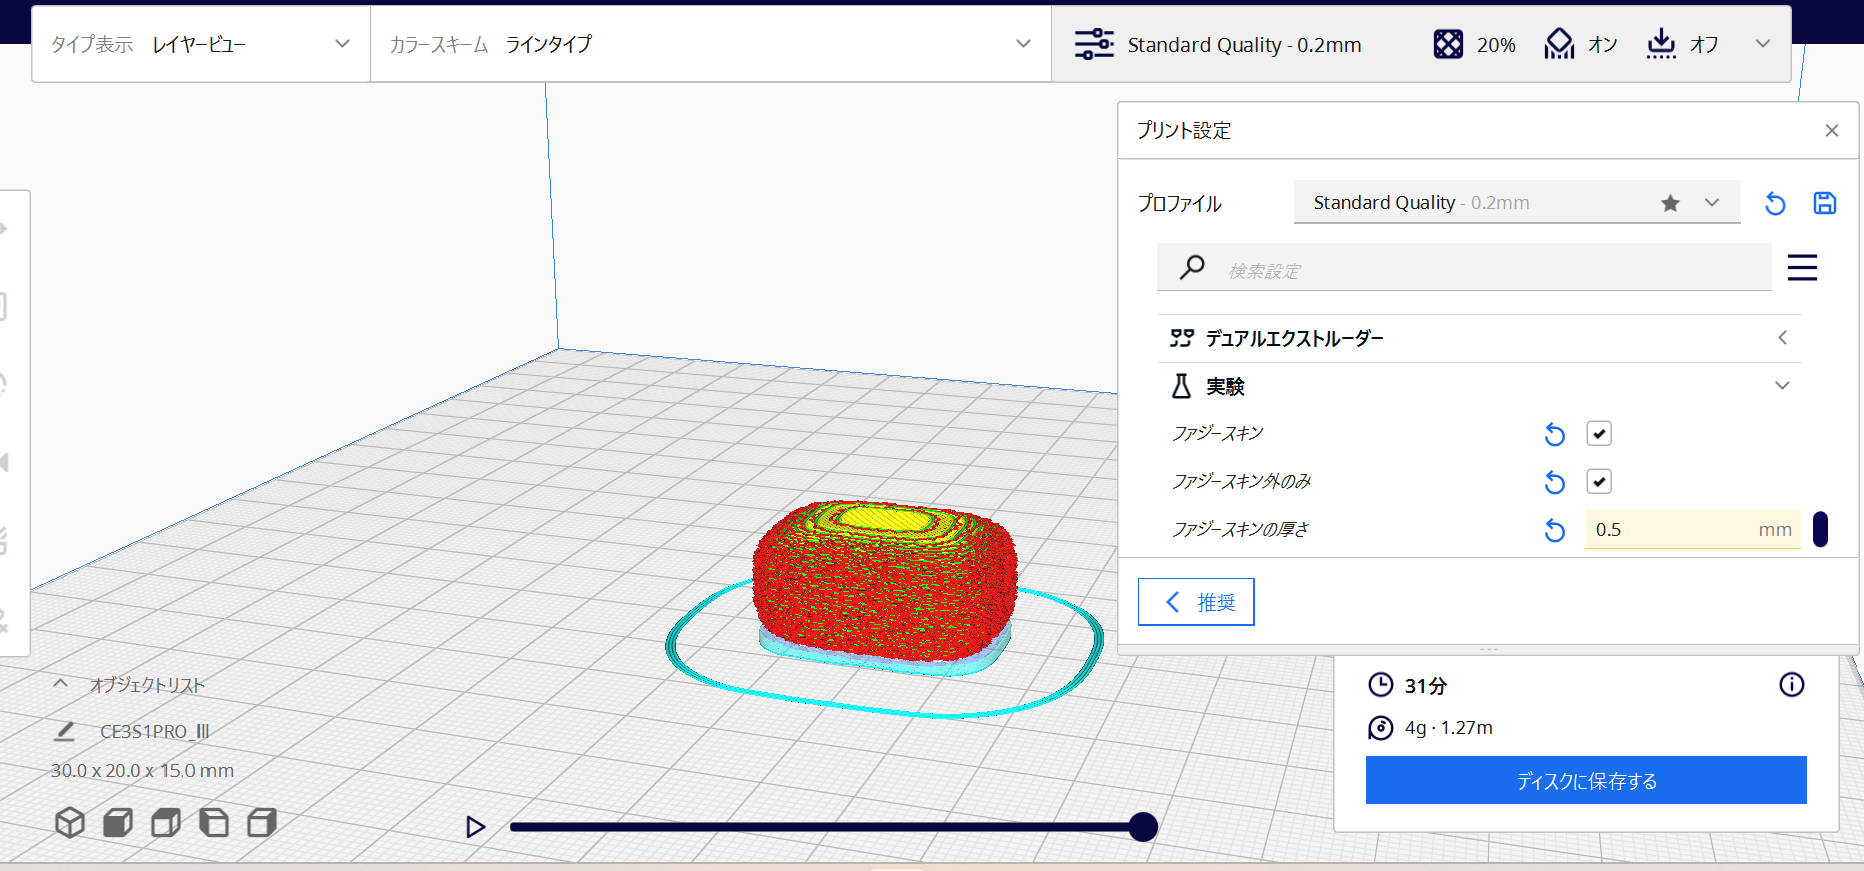 タイプ表示 レイヤービュー
カラースキーム ラインタイプ
Standard Quality - 0.2mm
20%
オン
オフ
プリント設定
プロファイル
Standard Quality - 0.2mm
検索設定
デュアルエクストルーダー
実験
ファジースキン
ファジースキン外のみ
ファジースキンの厚さ
0.5 mm
推奨
オブジェクトリスト
CE3S1PRO_III
30.0 x 20.0 x 15.0 mm
31分
4g · 1.27m
ディスクに保存する